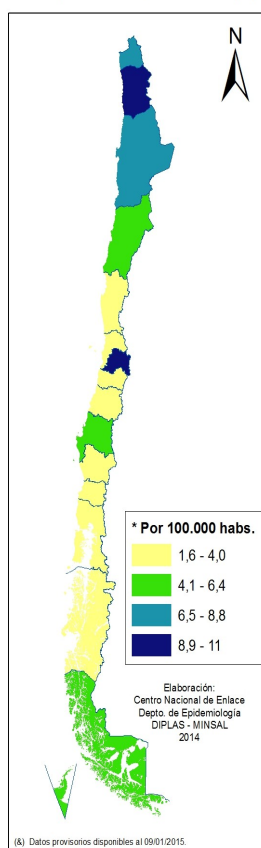 N
* Por 100.000 habs.
1,6 - 4,0
4,1 - 6,4
6,5 - 8,8
8,9 - 11
Elaboración:
Centro Nacional de Enlace
Depto. de Epidemiología
DIPLAS - MINSAL
2014
(&) Datos provisorios disponibles al 09/01/2015.